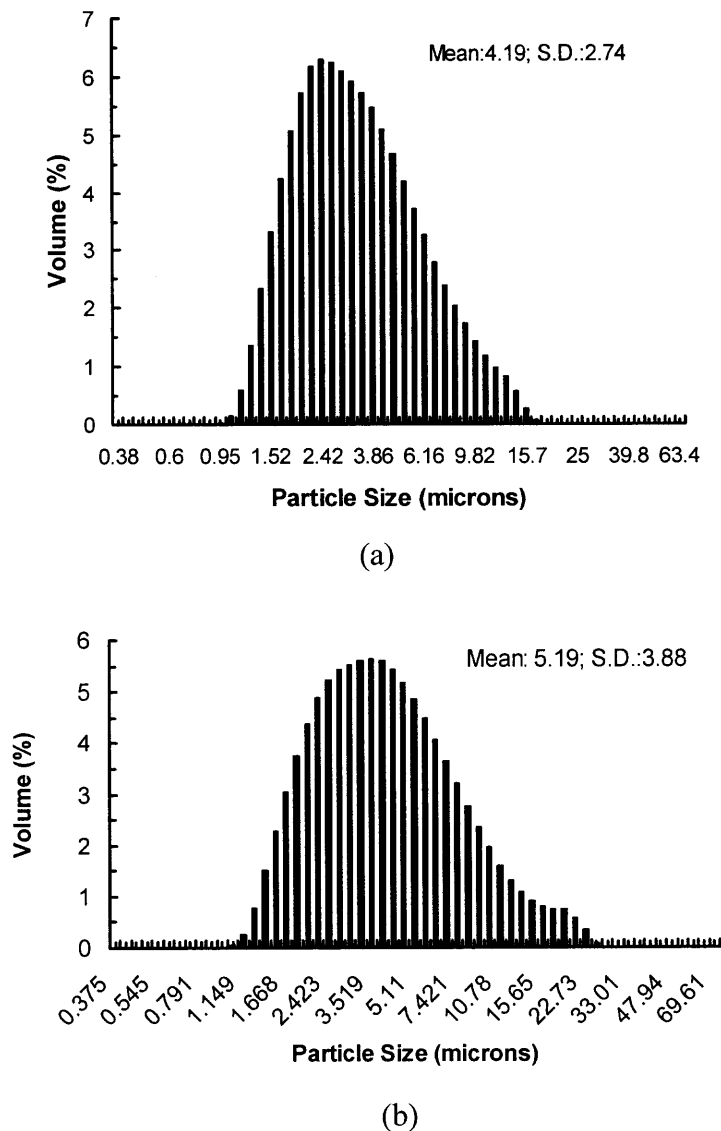 7
Mean:4.19; S.D.:2.74
6
5
4
3
2
1
0
Volume (%)
0.38 0.6 0.95 1.52 2.42 3.86 6.16 9.82 15.7 25 39.8 63.4
Particle Size (microns)
(a)
6
Mean: 5.19; S.D.:3.88
5
4
3
2
1
0
Volume (%)
0.375 0.545 0.791 1.149 1.668 2.423 3.519 5.11 7.421 10.78 15.65 22.73 33.01 47.94 69.61
Particle Size (microns)
(b)